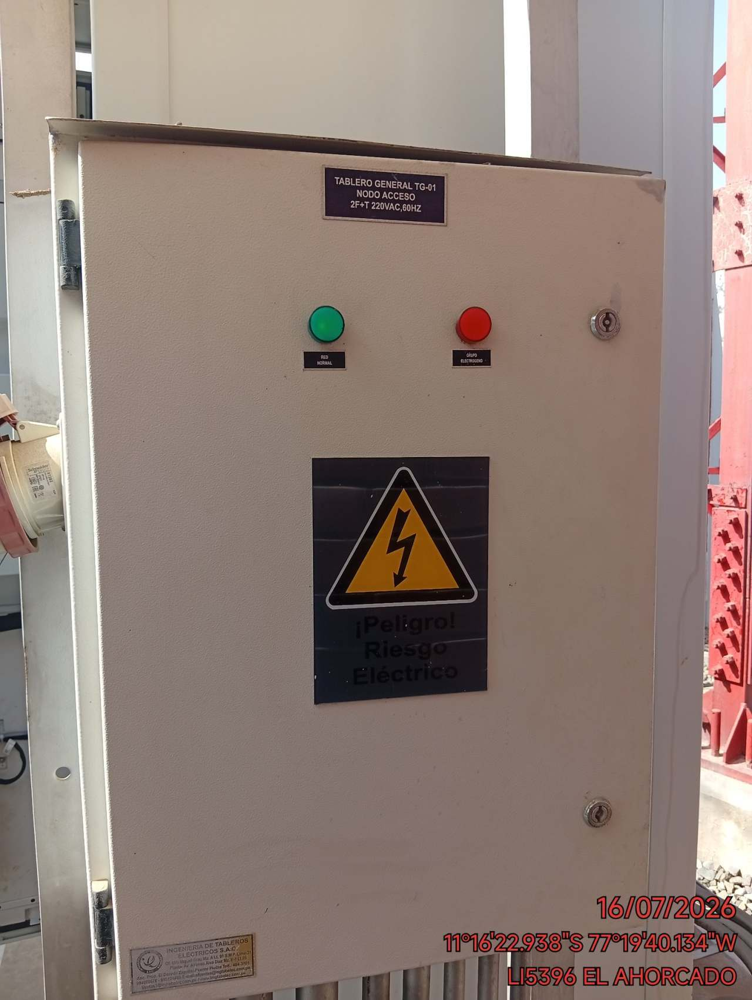 TABLERO GENERAL TG-01
NODO ACCESO
2F+T 220VAC,60HZ
RED
NORMAL
GRUPO
ELECTROGENO
Schneider
¡Peligro!
Riesgo
Eléctrico
INGENIERIA DE TABLEROS
ELECTRICOS S.A.C.
16/07/2026
11°16'22.938"S 77°19'40.134"W
LI5396 EL AHORCADO